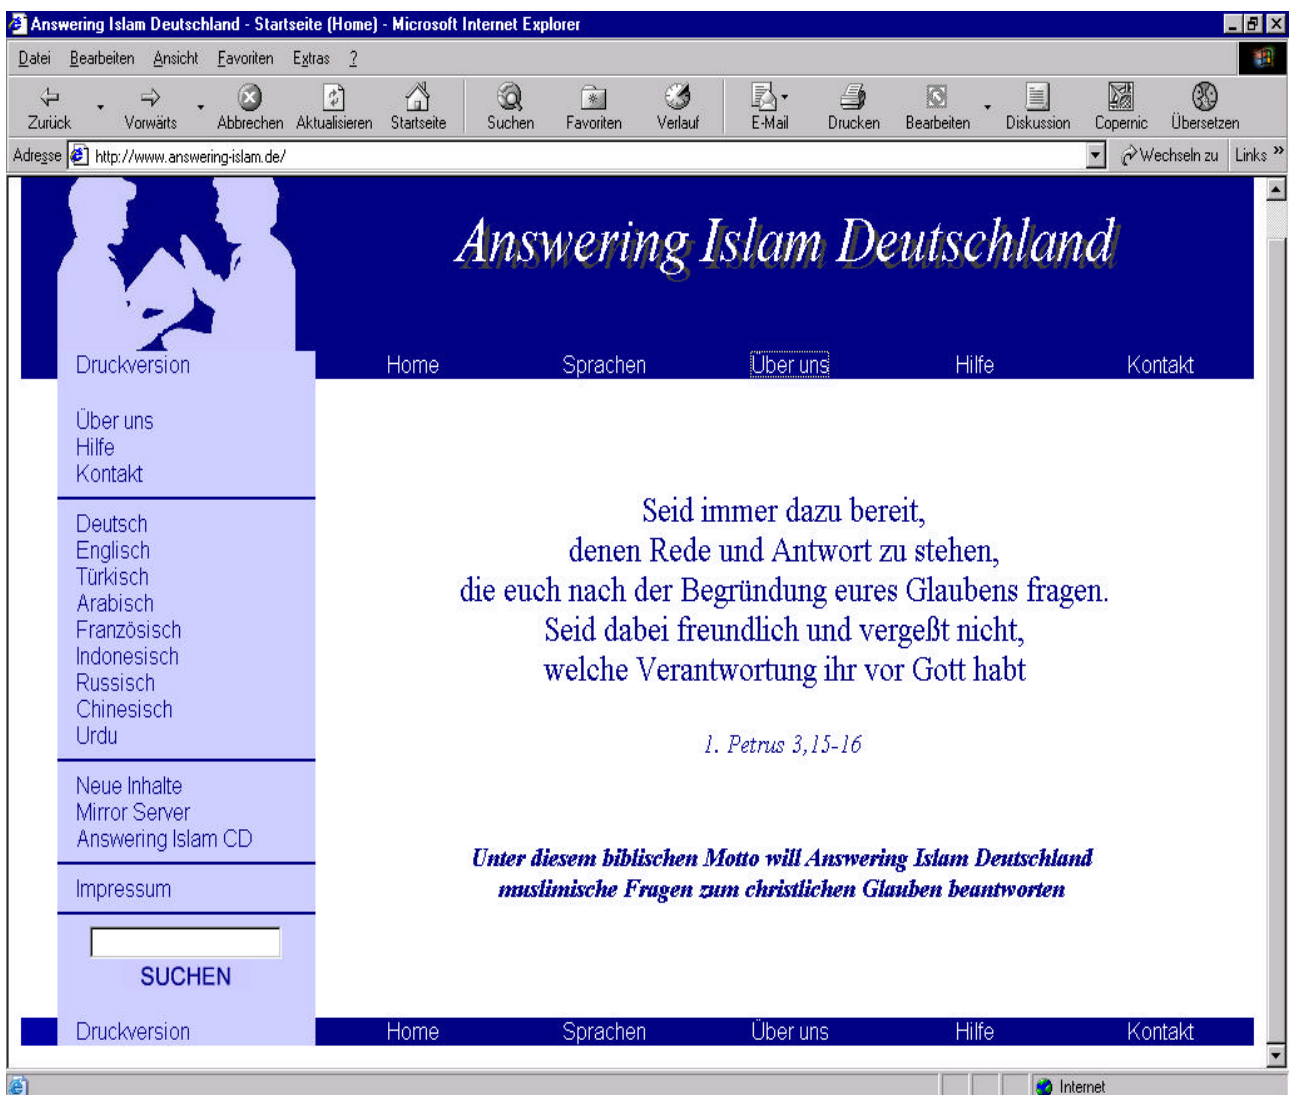 Answering Islam Deutschland - Startseite (Home) - Microsoft Internet Explorer
Datei Bearbeiten Ansicht Favoriten Extras ?
Zurück Vorwärts Abbrechen Aktualisieren Startseite Suchen Favoriten Verlauf E-Mail Drucken Bearbeiten Diskussion Copernic Übersetzen
Adresse http://www.answering-islam.de/ Wechseln zu Links »
Answering Islam Deutschland
Druckversion Home Sprachen Über uns Hilfe Kontakt
Über uns
Hilfe
Kontakt
Deutsch
Englisch
Türkisch
Arabisch
Französisch
Indonesisch
Russisch
Chinesisch
Urdu
Neue Inhalte
Mirror Server
Answering Islam CD
Impressum
SUCHEN
Seid immer dazu bereit,
denen Rede und Antwort zu stehen,
die euch nach der Begründung eures Glaubens fragen.
Seid dabei freundlich und vergeßt nicht,
welche Verantwortung ihr vor Gott habt
1. Petrus 3,15-16
Unter diesem biblischen Motto will Answering Islam Deutschland
muslimische Fragen zum christlichen Glauben beantworten
Druckversion Home Sprachen Über uns Hilfe Kontakt
Internet